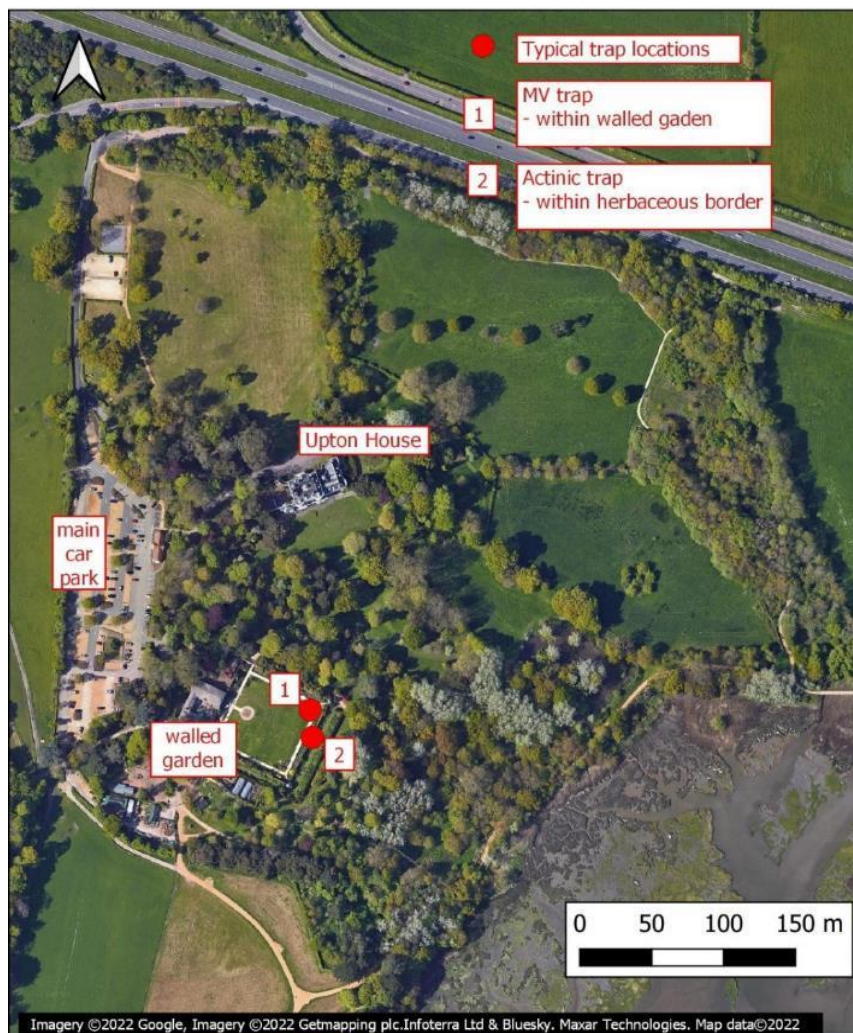 Typical trap locations
1
MV trap
- within walled gaden
2
Actinic trap
- within herbaceous border
Upton House
main
car
park
1
walled
garden
2
0 50 100 150 m
Imagery ©2022 Google, Imagery ©2022 Getmapping plc.Infoterra Ltd & Bluesky. Maxar Technologies. Map data©2022